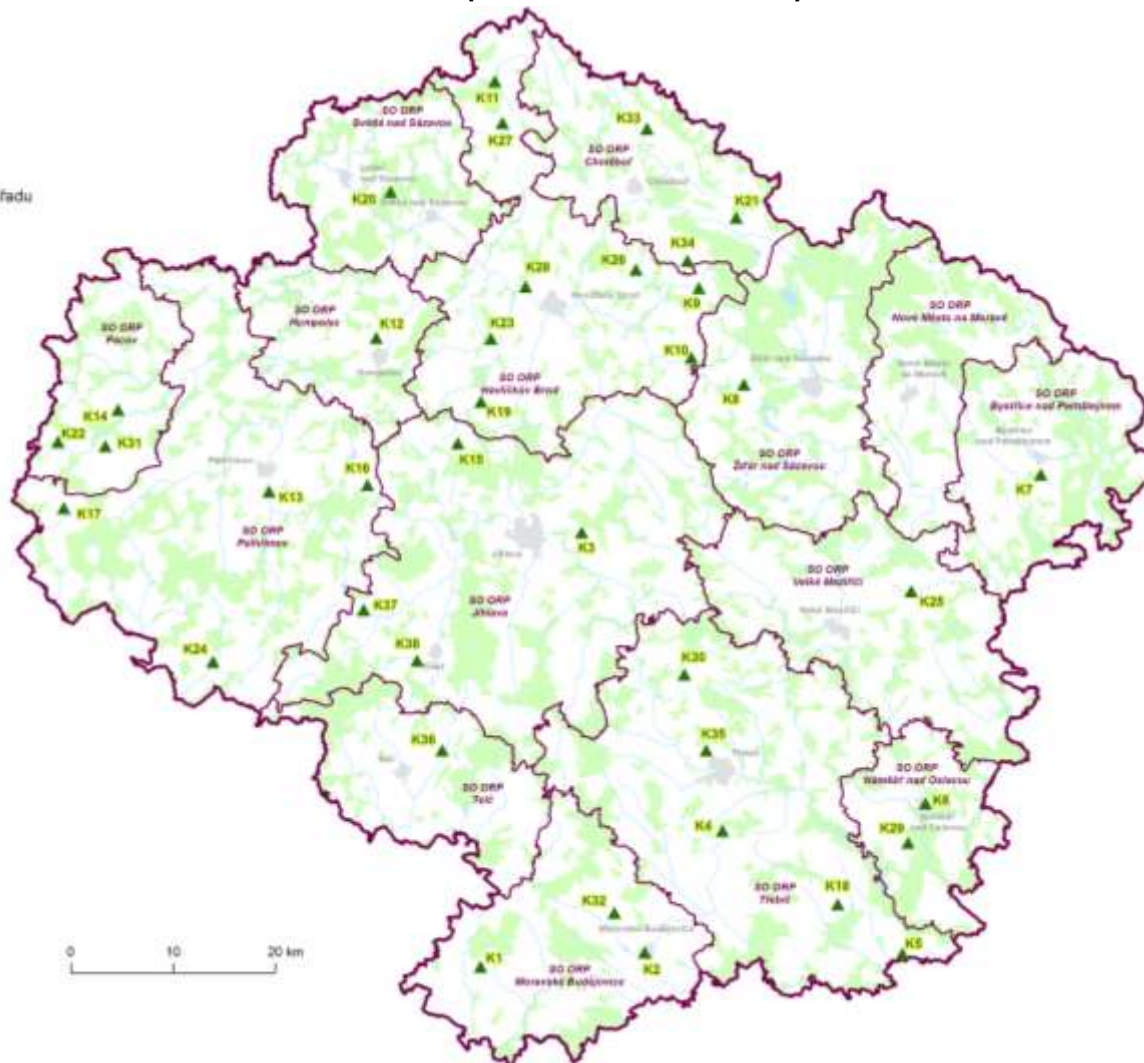 K11
SO ORP
Světlá nad Sázavou
K27
K33
SO ORP
Chotěboř
řadu
K20
K21
K34
K28
K26
K9
SO ORP
Nové Město na Moravě
SO ORP
Pacov
SO ORP
Humpolec
K12
K23
K10
SO ORP
Havlíčkův Brod
K8
SO ORP
Bystřice nad Pernštejnem
K14
K19
K22
K31
K15
SO ORP
Žďár nad Sázavou
K16
K13
K7
K17
SO ORP
Pelhřimov
K3
SO ORP
Velké Meziříčí
K25
SO ORP
Jihlava
K37
K24
K38
K30
K36
K35
Třebíč
SO ORP
Telč
SO ORP
Náměšť nad Oslavou
K6
K4
K29
SO ORP
Třebíč
K18
K32
Moravské Budějovice
K5
0 10 20 km
K1
K2
SO ORP
Moravské Budějovice